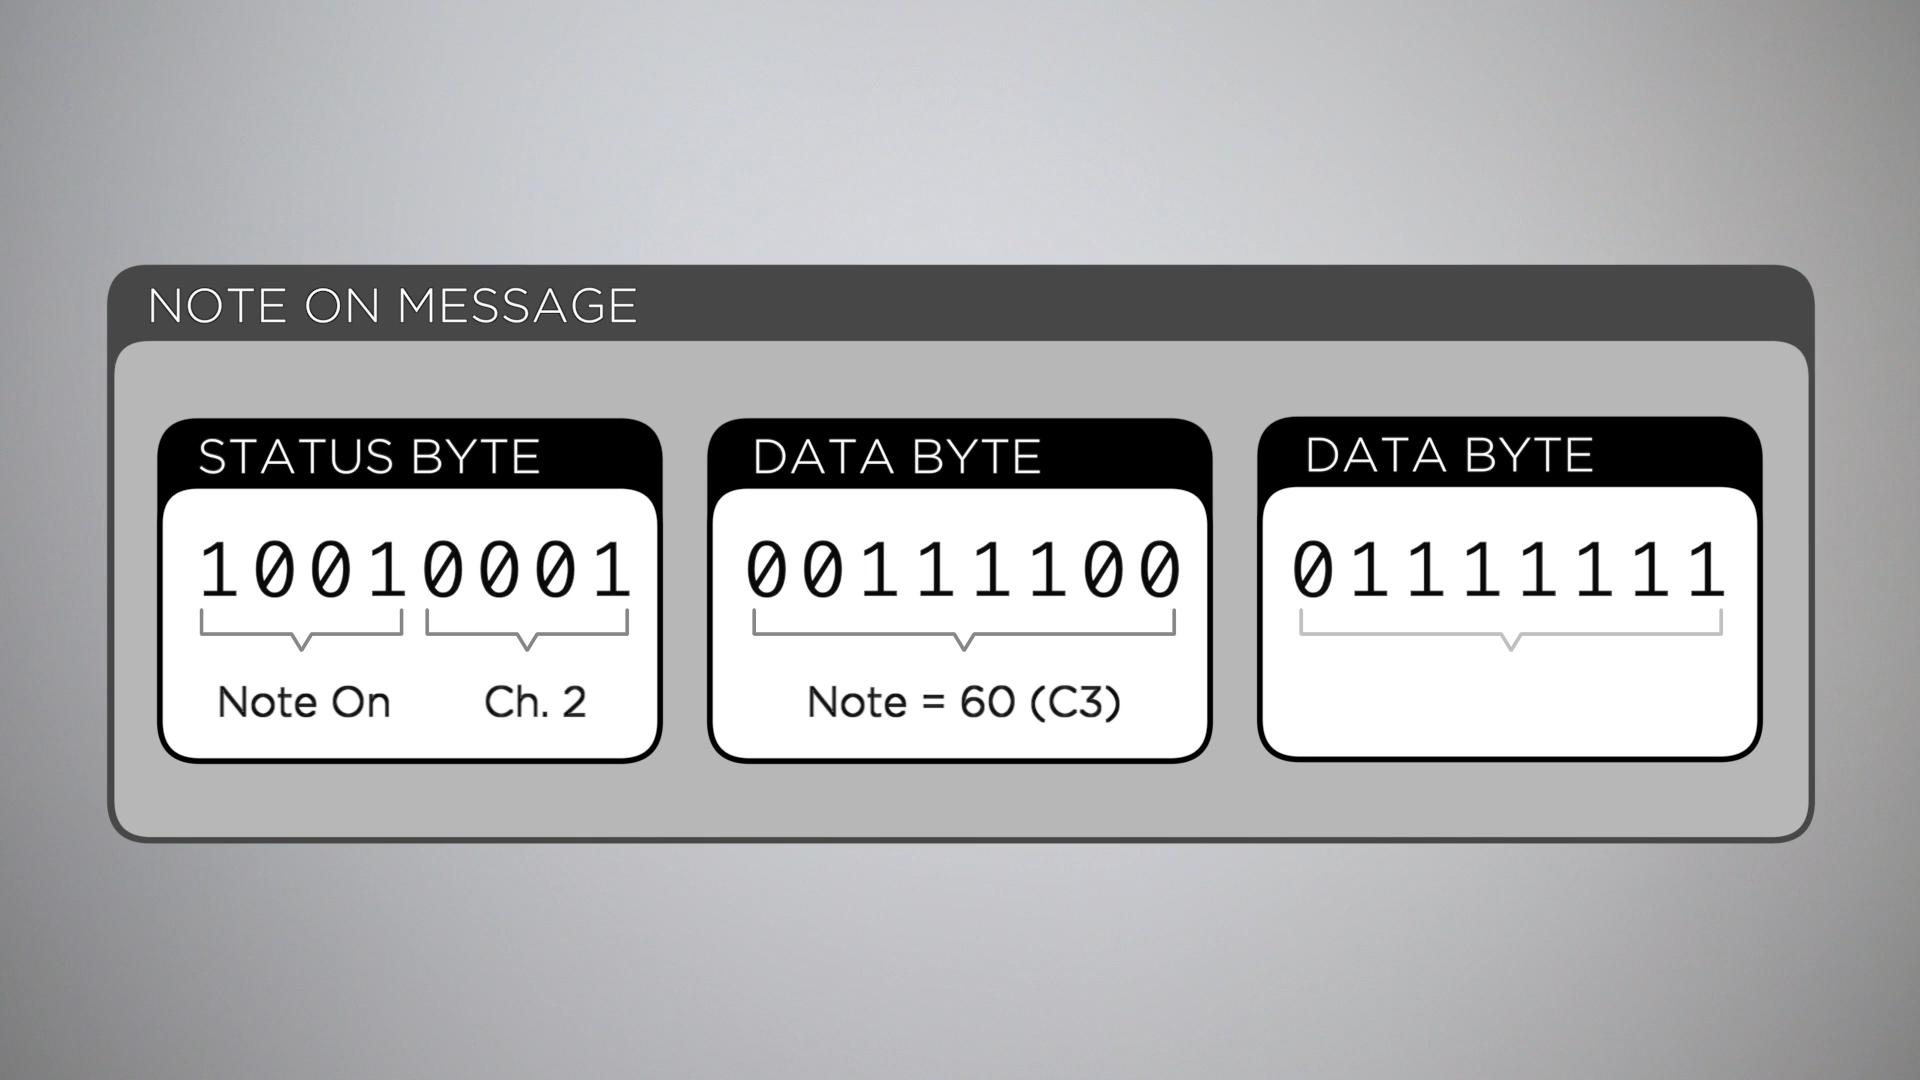 NOTE ON MESSAGE
STATUS BYTE
10010001
Note On
Ch. 2
DATA BYTE
00111100
Note = 60 (C3)
DATA BYTE
01111111